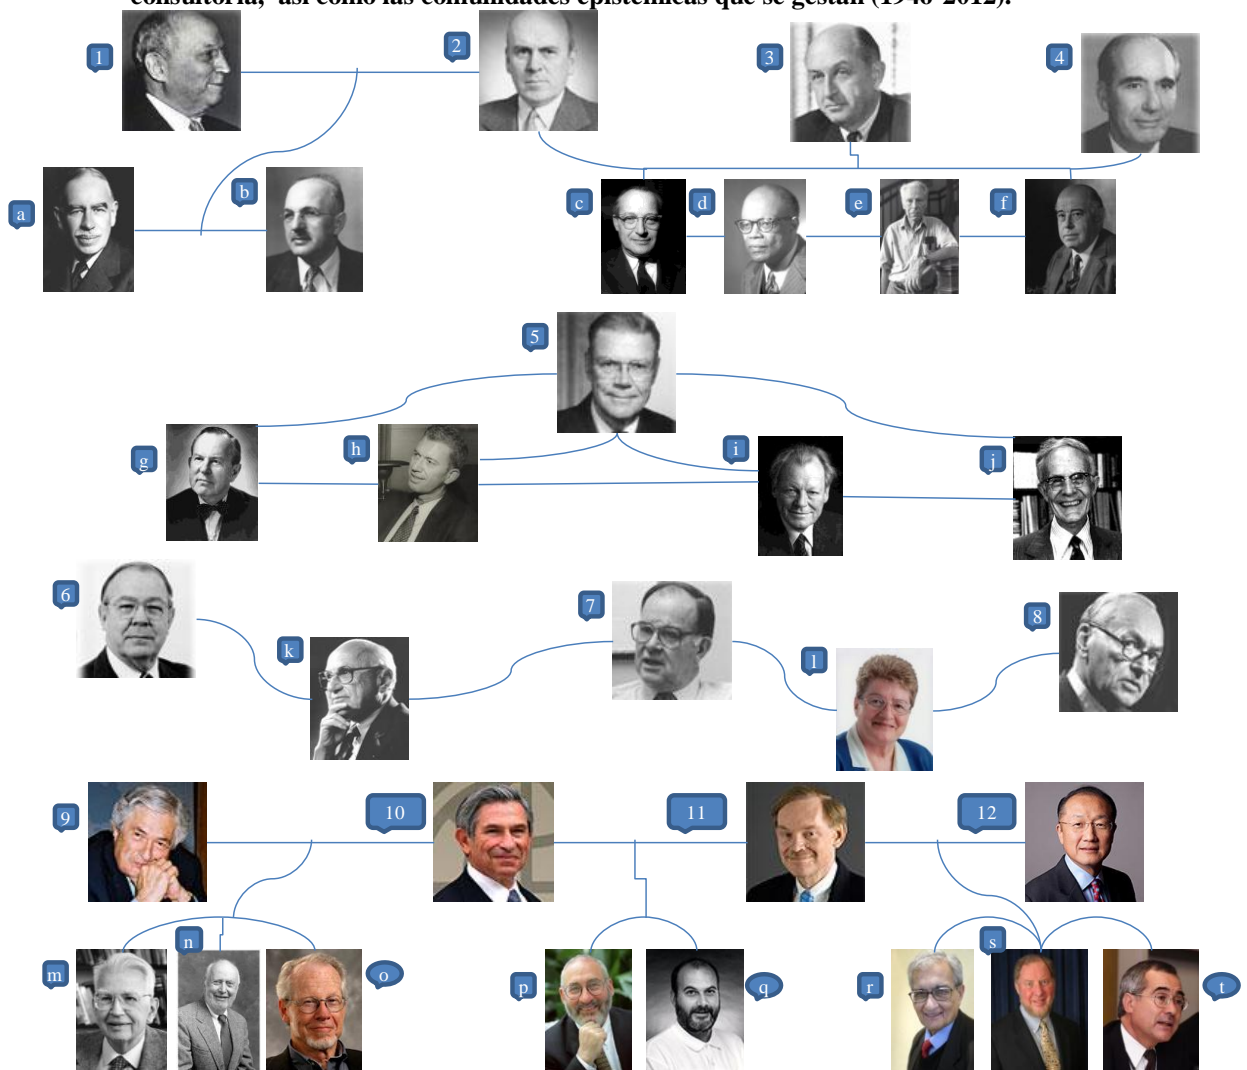 consultoría, así como las comunidades epistémicas que se gestan (1946-2012).
1
2
3
4
a
b
c
d
e
f
5
g
h
i
j
6
7
8
k
l
9
10
11
12
m
n
o
p
q
r
s
t